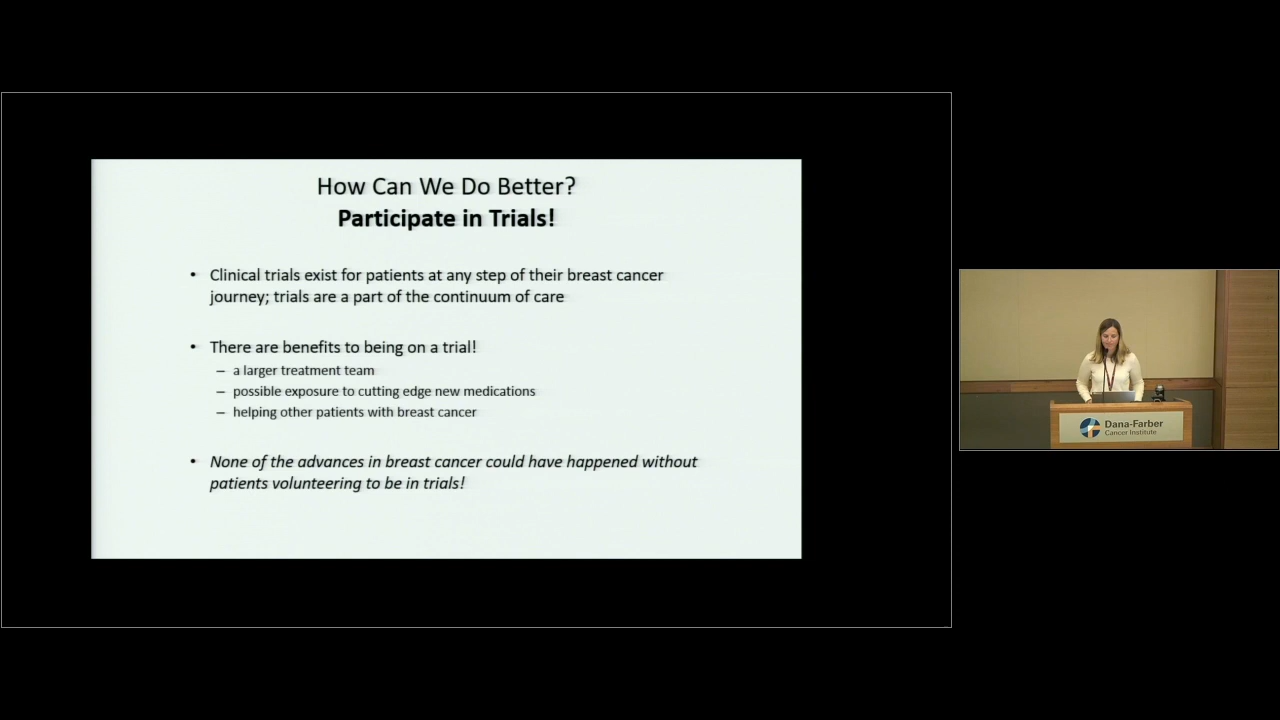 How Can We Do Better?
Participate in Trials!
• Clinical trials exist for patients at any step of their breast cancer
journey; trials are a part of the continuum of care
• There are benefits to being on a trial!
– a larger treatment team
– possible exposure to cutting edge new medications
– helping other patients with breast cancer
• None of the advances in breast cancer could have happened without
patients volunteering to be in trials!
Dana-Farber
Cancer Institute